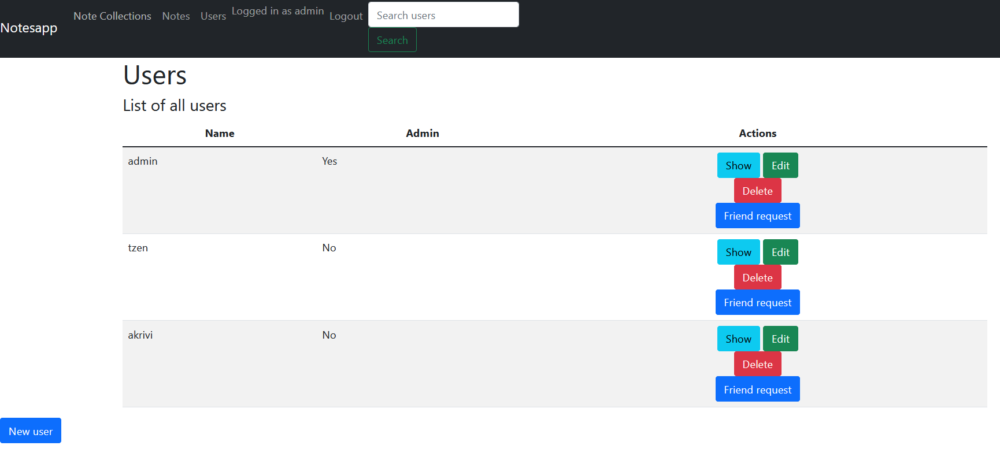 Notesapp Note Collections Notes Users Logged in as admin Logout Search users
Search
Users
List of all users
Name Admin Actions
admin Yes Show Edit
Delete
Friend request
tzen No Show Edit
Delete
Friend request
akrivi No Show Edit
Delete
Friend request
New user